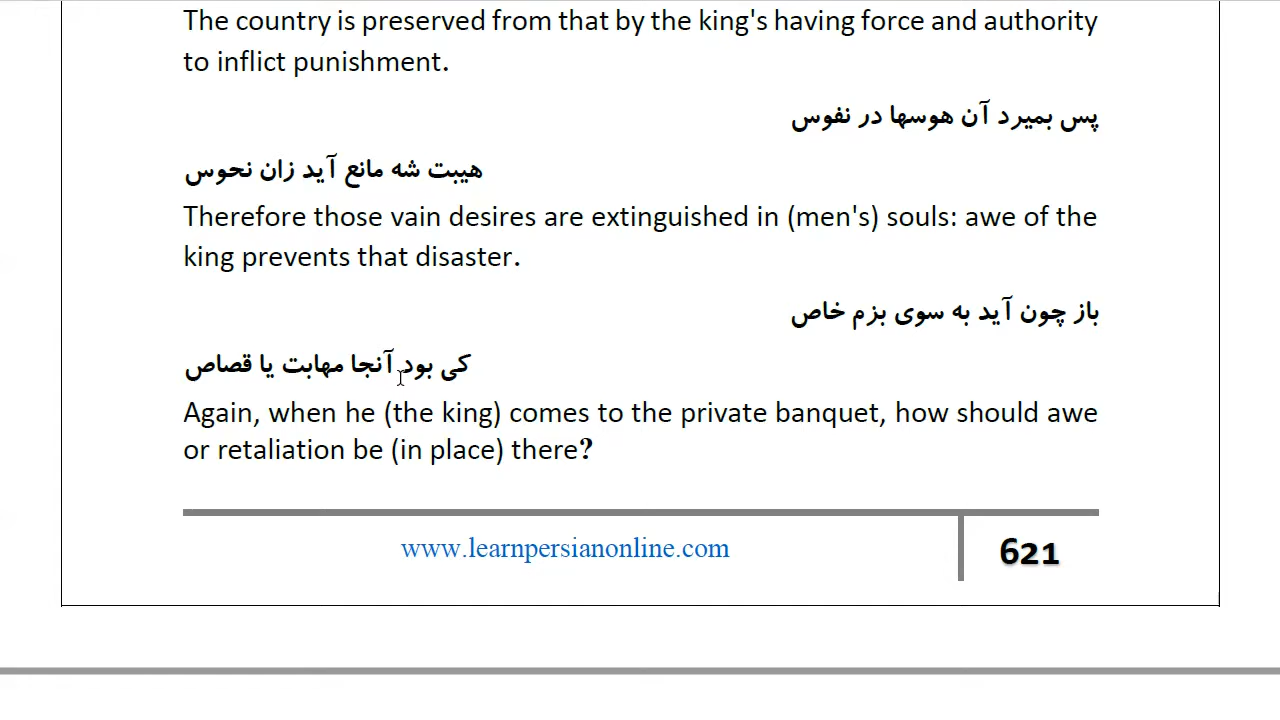 The country is preserved from that by the king's having force and authority
to inflict punishment.
پس بمیرد آن هوسها در نفوس
هیبت شه مانع آید زان نحوس
Therefore those vain desires are extinguished in (men's) souls: awe of the
king prevents that disaster.
باز چون آید به سوی بزم خاص
کی بود آنجا مهابت یا قصاص
Again, when he (the king) comes to the private banquet, how should awe
or retaliation be (in place) there?
www.learnpersianonline.com
621